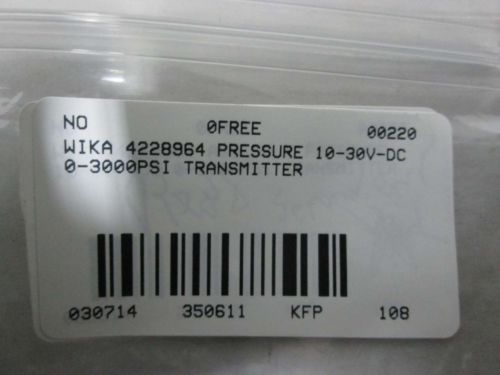 NO 0FREE 00220
WIKA 4228964 PRESSURE 10-30V-DC
0-3000PSI TRANSMITTER
030714 350611 KFP 108